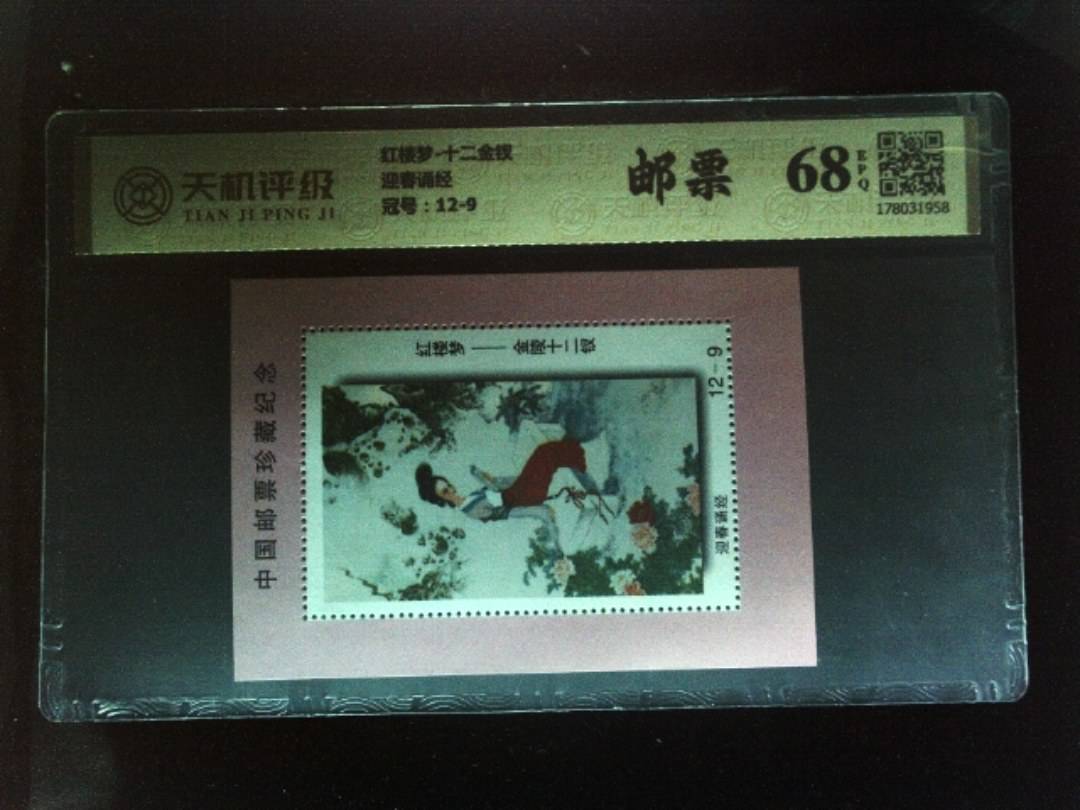 天机评级
TIAN JI PING JI
红楼梦·十二金钗
迎春诵经
冠号：12-9
邮票
68
EPQ
178031958
中国邮票珍藏纪念
红楼梦——金陵十二钗
12-9
迎春诵经